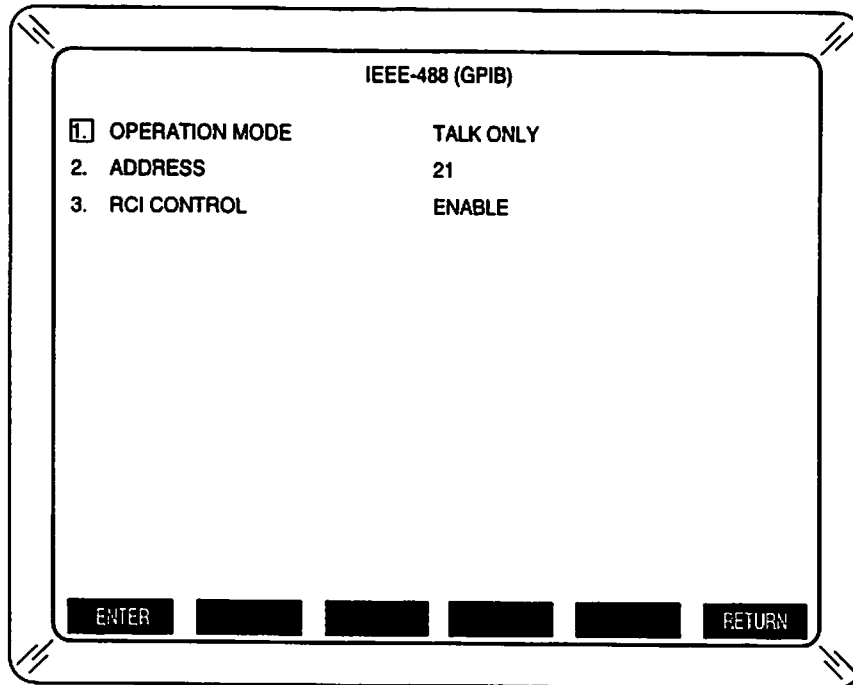 IEEE-488 (GPIB)
1. OPERATION MODE TALK ONLY
2. ADDRESS 21
3. RCI CONTROL ENABLE
ENTER RETURN